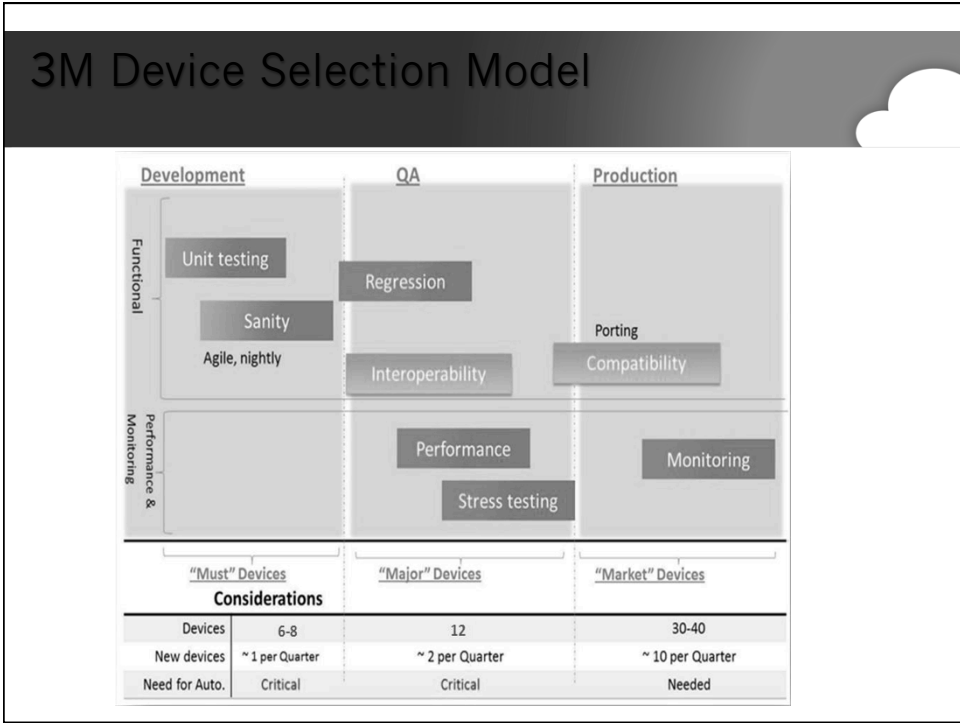 3M Device Selection Model
Development QA Production
Functional
Unit testing
Regression
Sanity
Agile, nightly
Porting
Interoperability
Compatibility
Performance &
Monitoring
Performance
Monitoring
Stress testing
"Must" Devices "Major" Devices "Market" Devices
Considerations
Devices 6-8 12 30-40
New devices ~ 1 per Quarter ~ 2 per Quarter ~ 10 per Quarter
Need for Auto. Critical Critical Needed